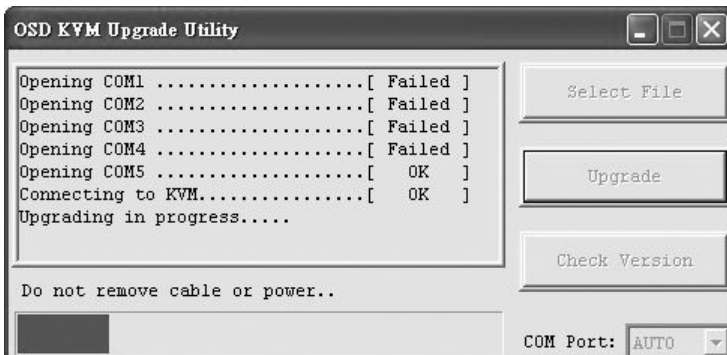 OSD KVM Upgrade Utility
Opening COM1 ....................[ Failed ]
Opening COM2 ....................[ Failed ]
Opening COM3 ....................[ Failed ]
Opening COM4 ....................[ Failed ]
Opening COM5 ....................[ OK ]
Connecting to KVM................[ OK ]
Upgrading in progress.....
Do not remove cable or power..
Select File
Upgrade
Check Version
COM Port: AUTO